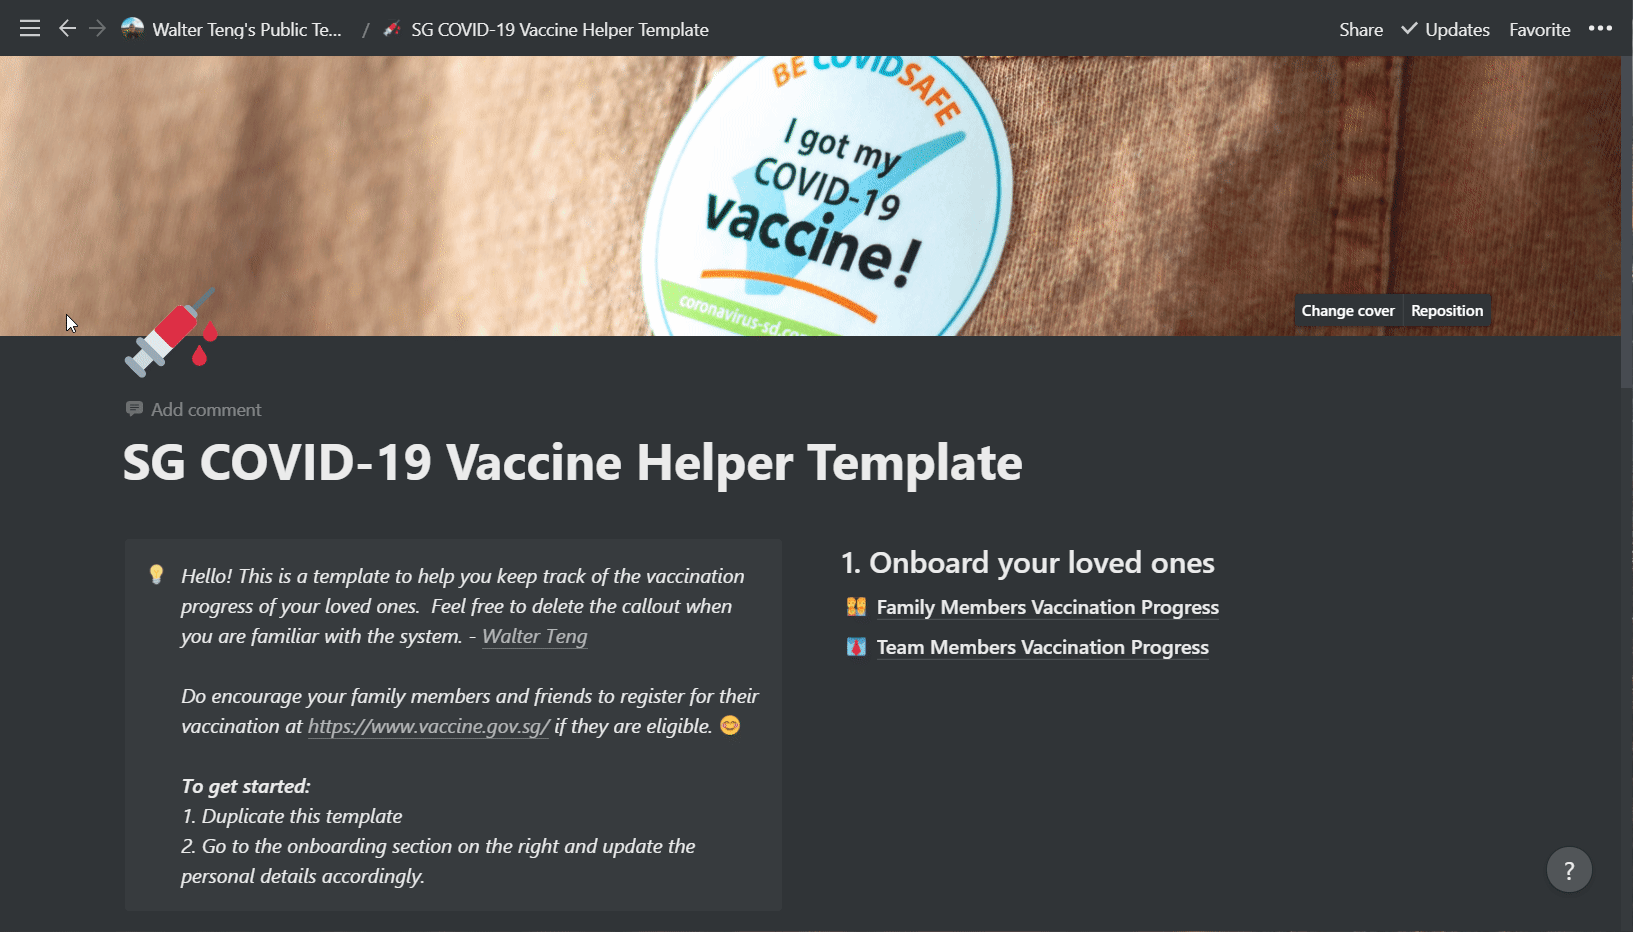 Walter Teng's Public Te... / SG COVID-19 Vaccine Helper Template
Share Updates Favorite
BE COVIDSAFE
I got my
COVID-19
vaccine!
coronavirus-sd.co
Change cover Reposition
Add comment
SG COVID-19 Vaccine Helper Template
Hello! This is a template to help you keep track of the vaccination
progress of your loved ones. Feel free to delete the callout when
you are familiar with the system. - Walter Teng
Do encourage your family members and friends to register for their
vaccination at https://www.vaccine.gov.sg/ if they are eligible. 😊
To get started:
1. Duplicate this template
2. Go to the onboarding section on the right and update the
personal details accordingly.
1. Onboard your loved ones
Family Members Vaccination Progress
Team Members Vaccination Progress
?